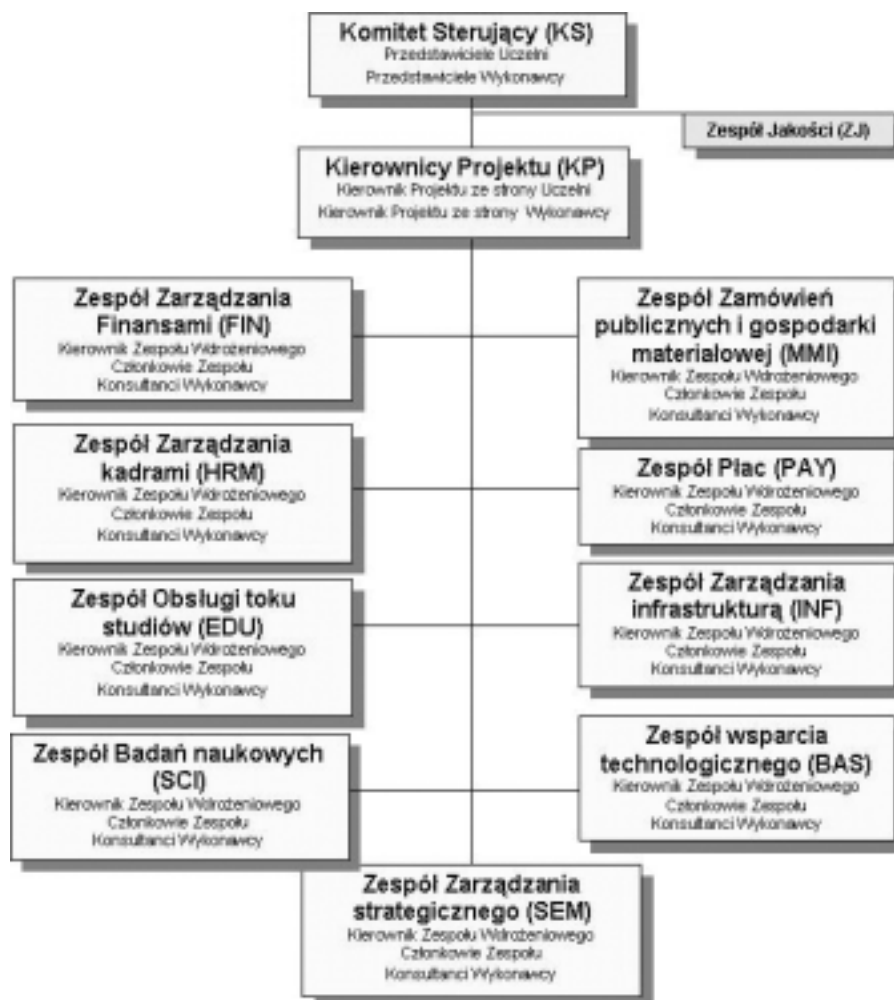 Komitet Sterujący (KS)
Przedstawiciele Uczelni
Przedstawiciele Wykonawcy
Zespół Jakości (ZJ)
Kierownicy Projektu (KP)
Kierownik Projektu ze strony Uczelni
Kierownik Projektu ze strony Wykonawcy
Zespół Zarządzania
Finansami (FIN)
Kierownik Zespołu Wdrożeniowego
Członkowie Zespołu
Konsultanci Wykonawcy
Zespół Zamówień
publicznych i gospodarki
materiałowej (MMI)
Kierownik Zespołu Wdrożeniowego
Członkowie Zespołu
Konsultanci Wykonawcy
Zespół Zarządzania
kadrami (HRM)
Kierownik Zespołu Wdrożeniowego
Członkowie Zespołu
Konsultanci Wykonawcy
Zespół Płac (PAY)
Kierownik Zespołu Wdrożeniowego
Członkowie Zespołu
Konsultanci Wykonawcy
Zespół Obsługi toku
studiów (EDU)
Kierownik Zespołu Wdrożeniowego
Członkowie Zespołu
Konsultanci Wykonawcy
Zespół Zarządzania
infrastrukturą (INF)
Kierownik Zespołu Wdrożeniowego
Członkowie Zespołu
Konsultanci Wykonawcy
Zespół Badań naukowych
(SCI)
Kierownik Zespołu Wdrożeniowego
Członkowie Zespołu
Konsultanci Wykonawcy
Zespół wsparcia
technologicznego (BAS)
Kierownik Zespołu Wdrożeniowego
Członkowie Zespołu
Konsultanci Wykonawcy
Zespół Zarządzania
strategicznego (SEM)
Kierownik Zespołu Wdrożeniowego
Członkowie Zespołu
Konsultanci Wykonawcy